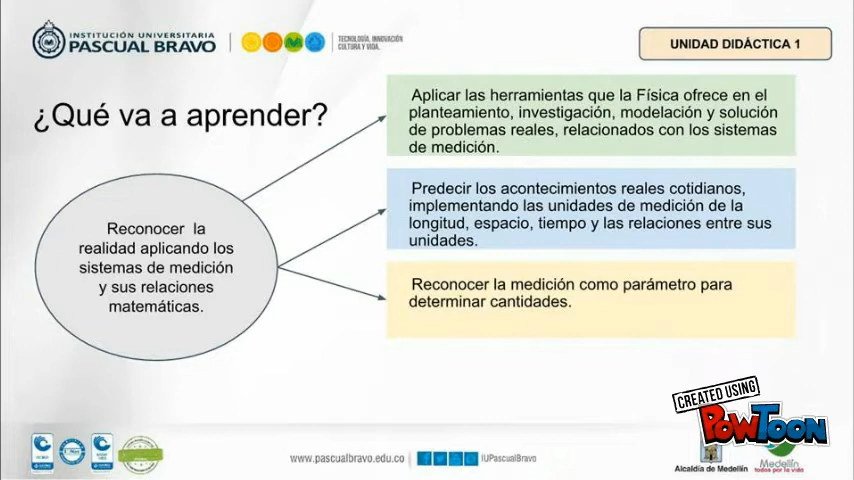 INSTITUCIÓN UNIVERSITARIA
PASCUAL BRAVO
TECNOLOGÍA, INNOVACIÓN
CULTURA Y VIDA.
UNIDAD DIDÁCTICA 1
¿Qué va a aprender?
Reconocer la
realidad aplicando los
sistemas de medición
y sus relaciones
matemáticas.
Aplicar las herramientas que la Física ofrece en el
planteamiento, investigación, modelación y solución
de problemas reales, relacionados con los sistemas
de medición.
Predecir los acontecimientos reales cotidianos,
implementando las unidades de medición de la
longitud, espacio, tiempo y las relaciones entre sus
unidades.
Reconocer la medición como parámetro para
determinar cantidades.
CREATED USING
POWTOON
www.pascualbravo.edu.co
IUPascualBravo
Alcaldía de Medellín
Medellín
todos por la vida